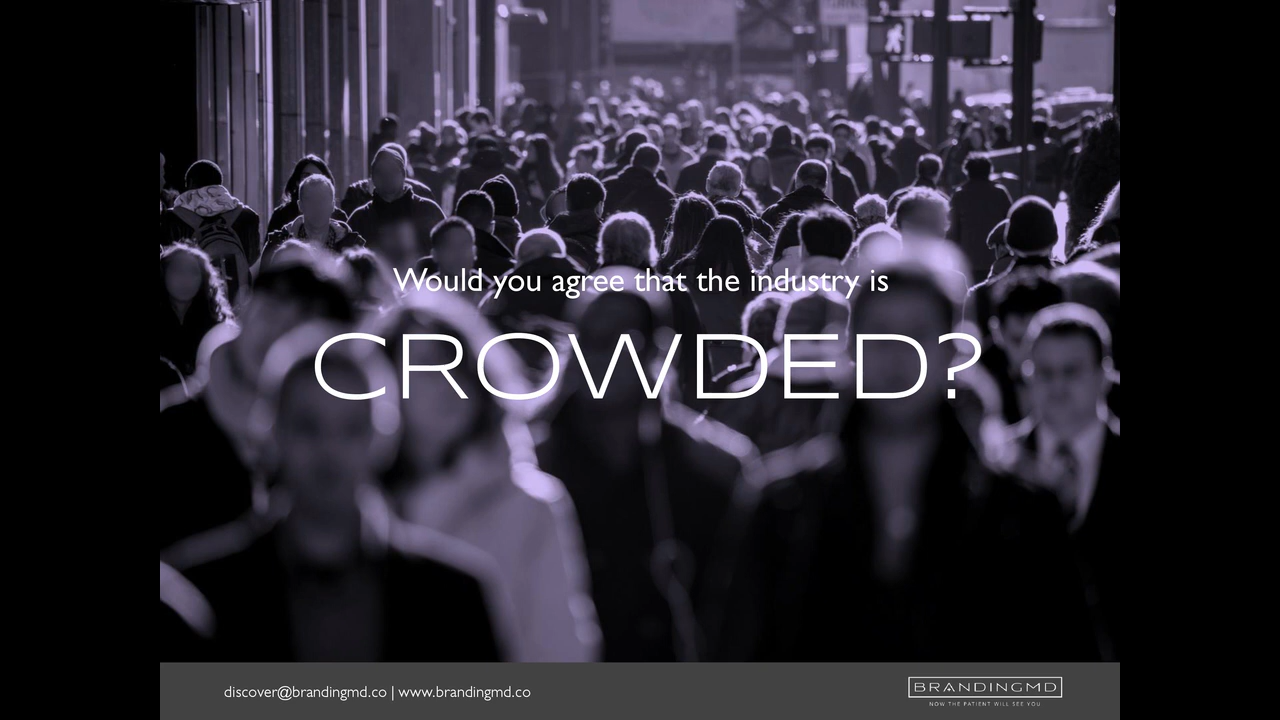 Would you agree that the industry is
CROWDED?
discover@brandingmd.co | www.brandingmd.co
BRANDINGMD
NOW THE PATIENT WILL SEE YOU